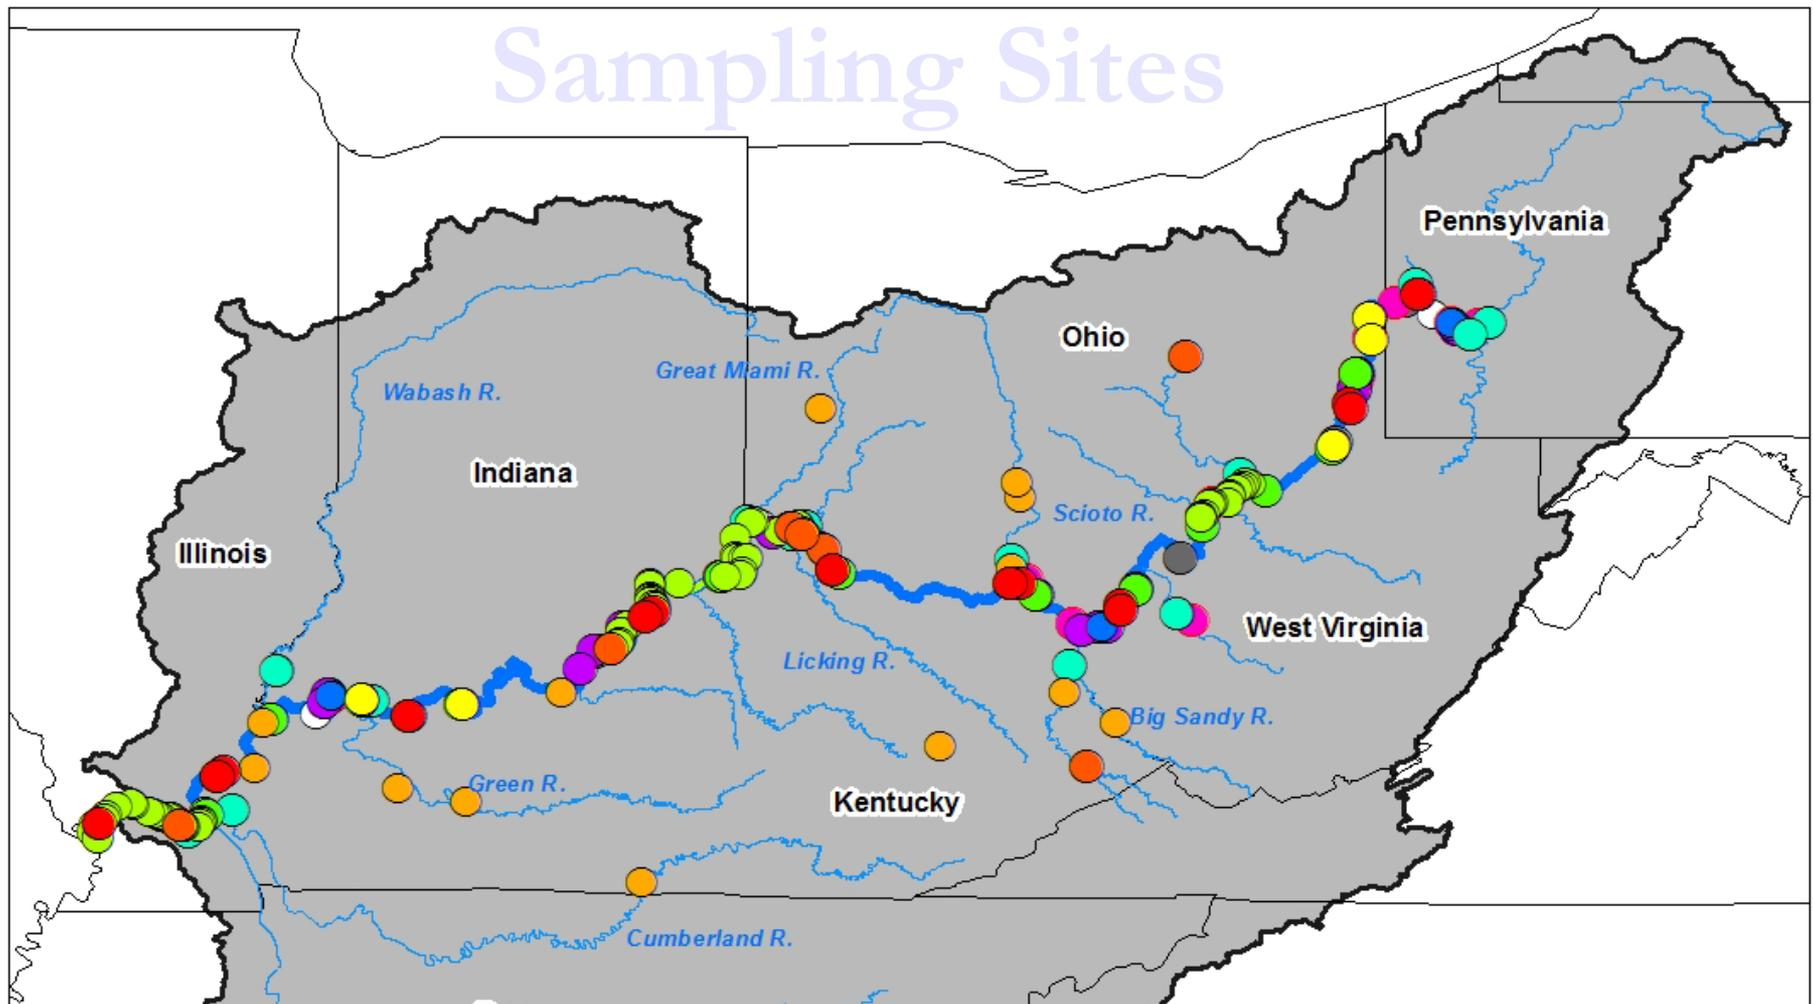 Sampling Sites
Pennsylvania
Ohio
Great Miami R.
Wabash R.
Indiana
Scioto R.
Illinois
West Virginia
Licking R.
Big Sandy R.
Green R.
Kentucky
Cumberland R.